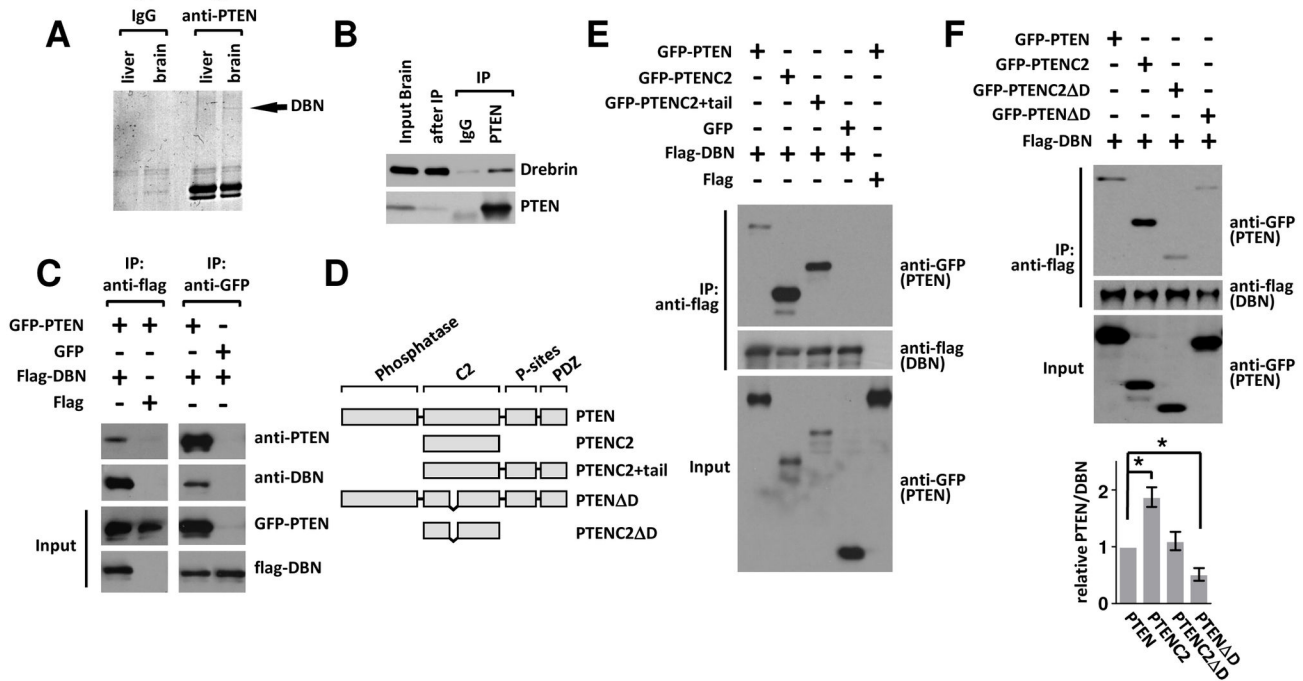 A
IgG anti-PTEN
liver brain liver brain
DBN
B
IP
Input Brain after IP IgG PTEN
Drebrin
PTEN
C
IP: IP:
anti-flag anti-GFP
GFP-PTEN + + + -
GFP - - - +
Flag-DBN + - + +
Flag - + - -
anti-PTEN
anti-DBN
GFP-PTEN
flag-DBN
Input
D
Phosphatase C2 P-sites PDZ
PTEN
PTENC2
PTENC2+tail
PTENΔD
PTENC2ΔD
E
GFP-PTEN + - - - +
GFP-PTENC2 - + - - -
GFP-PTENC2+tail - - + - -
GFP - - - + -
Flag-DBN + + + + -
Flag - - - - +
IP:
anti-flag
anti-GFP
(PTEN)
anti-flag
(DBN)
Input
anti-GFP
(PTEN)
F
GFP-PTEN + - - -
GFP-PTENC2 - + - -
GFP-PTENC2ΔD - - + -
GFP-PTENΔD - - - +
Flag-DBN + + + +
IP:
anti-flag
anti-GFP
(PTEN)
anti-flag
(DBN)
Input
anti-GFP
(PTEN)
relative PTEN/DBN
2
1
0
*
*
PTEN
PTENC2
PTENC2ΔD
PTENΔD